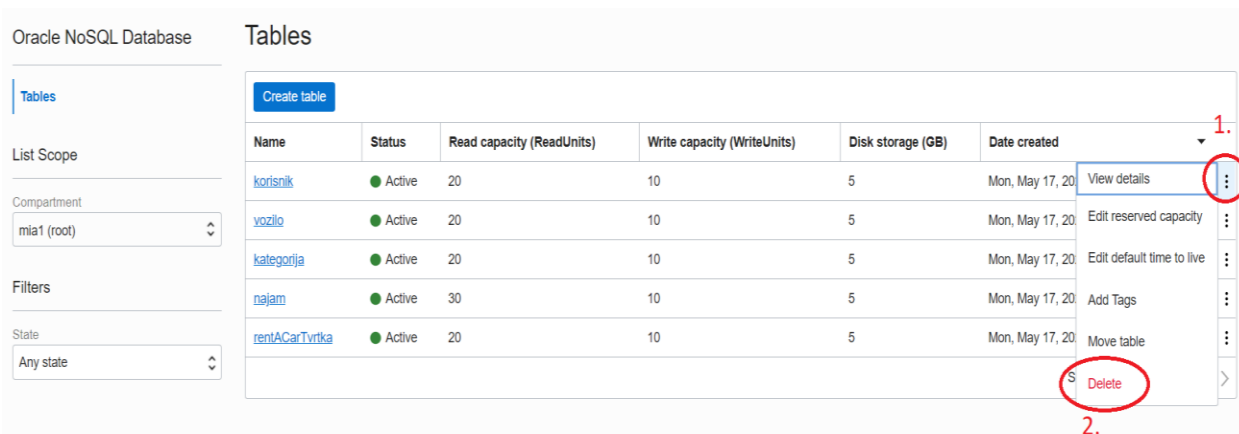 Oracle NoSQL Database
Tables
List Scope
Compartment
mia1 (root)
Filters
State
Any state
Tables
Create table
Name Status Read capacity (ReadUnits) Write capacity (WriteUnits) Disk storage (GB) Date created
1.
korisnik Active 20 10 5 Mon, May 17, 20
vozilo Active 20 10 5 Mon, May 17, 20
kategorija Active 20 10 5 Mon, May 17, 20
najam Active 30 10 5 Mon, May 17, 20
rentACarTvrtka Active 20 10 5 Mon, May 17, 20
S
View details
Edit reserved capacity
Edit default time to live
Add Tags
Move table
Delete
2.